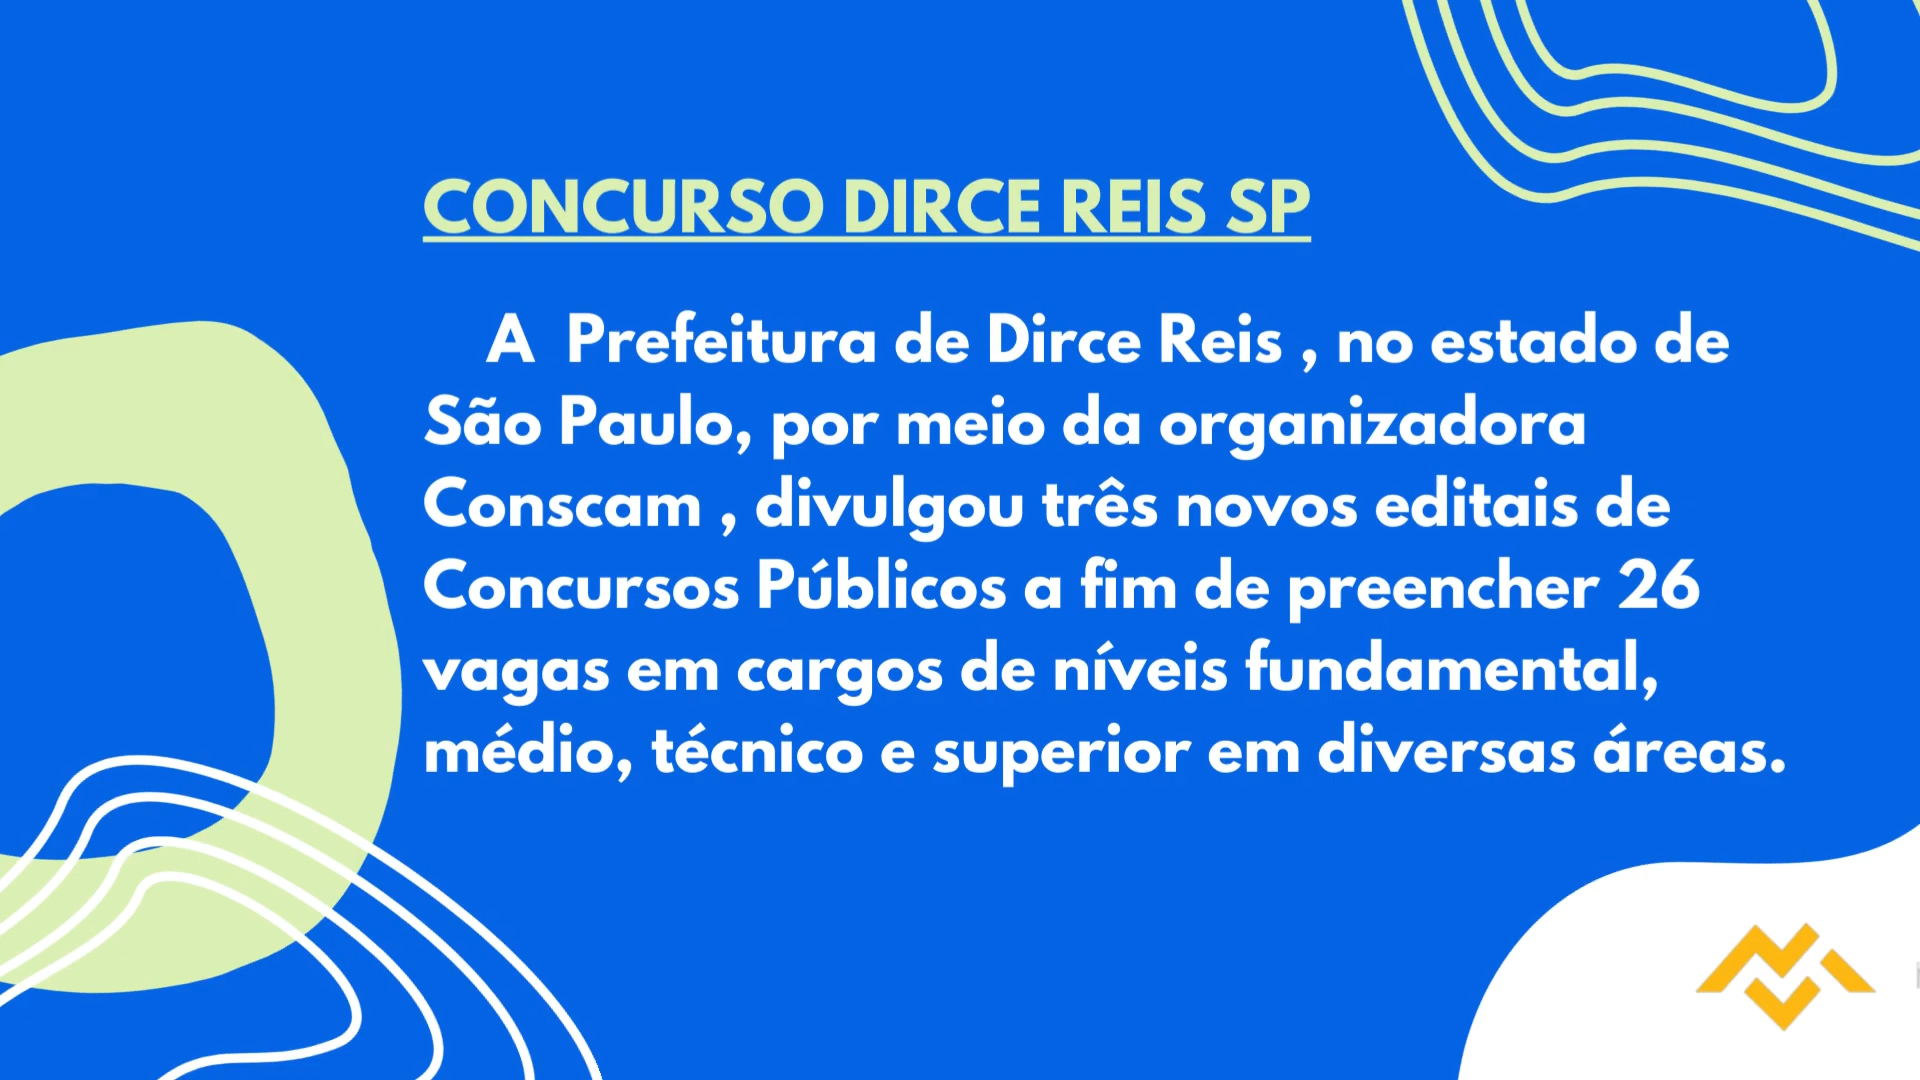 CONCURSO DIRCE REIS SP
A Prefeitura de Dirce Reis , no estado de
São Paulo, por meio da organizadora
Conscam , divulgou três novos editais de
Concursos Públicos a fim de preencher 26
vagas em cargos de níveis fundamental,
médio, técnico e superior em diversas áreas.